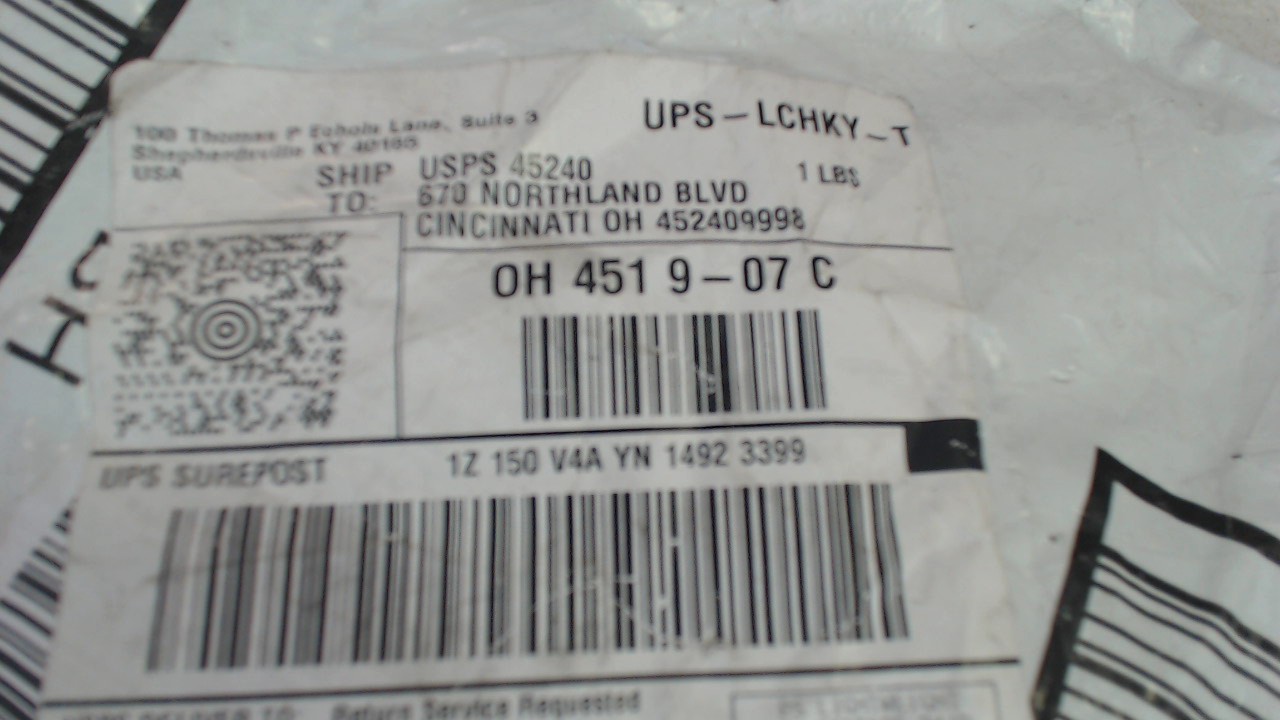 100 Thomas P Echols Lane, Suite 3
Shepherdsville KY 40165
USA
UPS-LCHKY-T
1 LBS
SHIP TO:
USPS 45240
670 NORTHLAND BLVD
CINCINNATI OH 452409998
OH 451 9-07 C
UPS SUREPOST
1Z 150 V4A YN 1492 3399
Return Service Requested